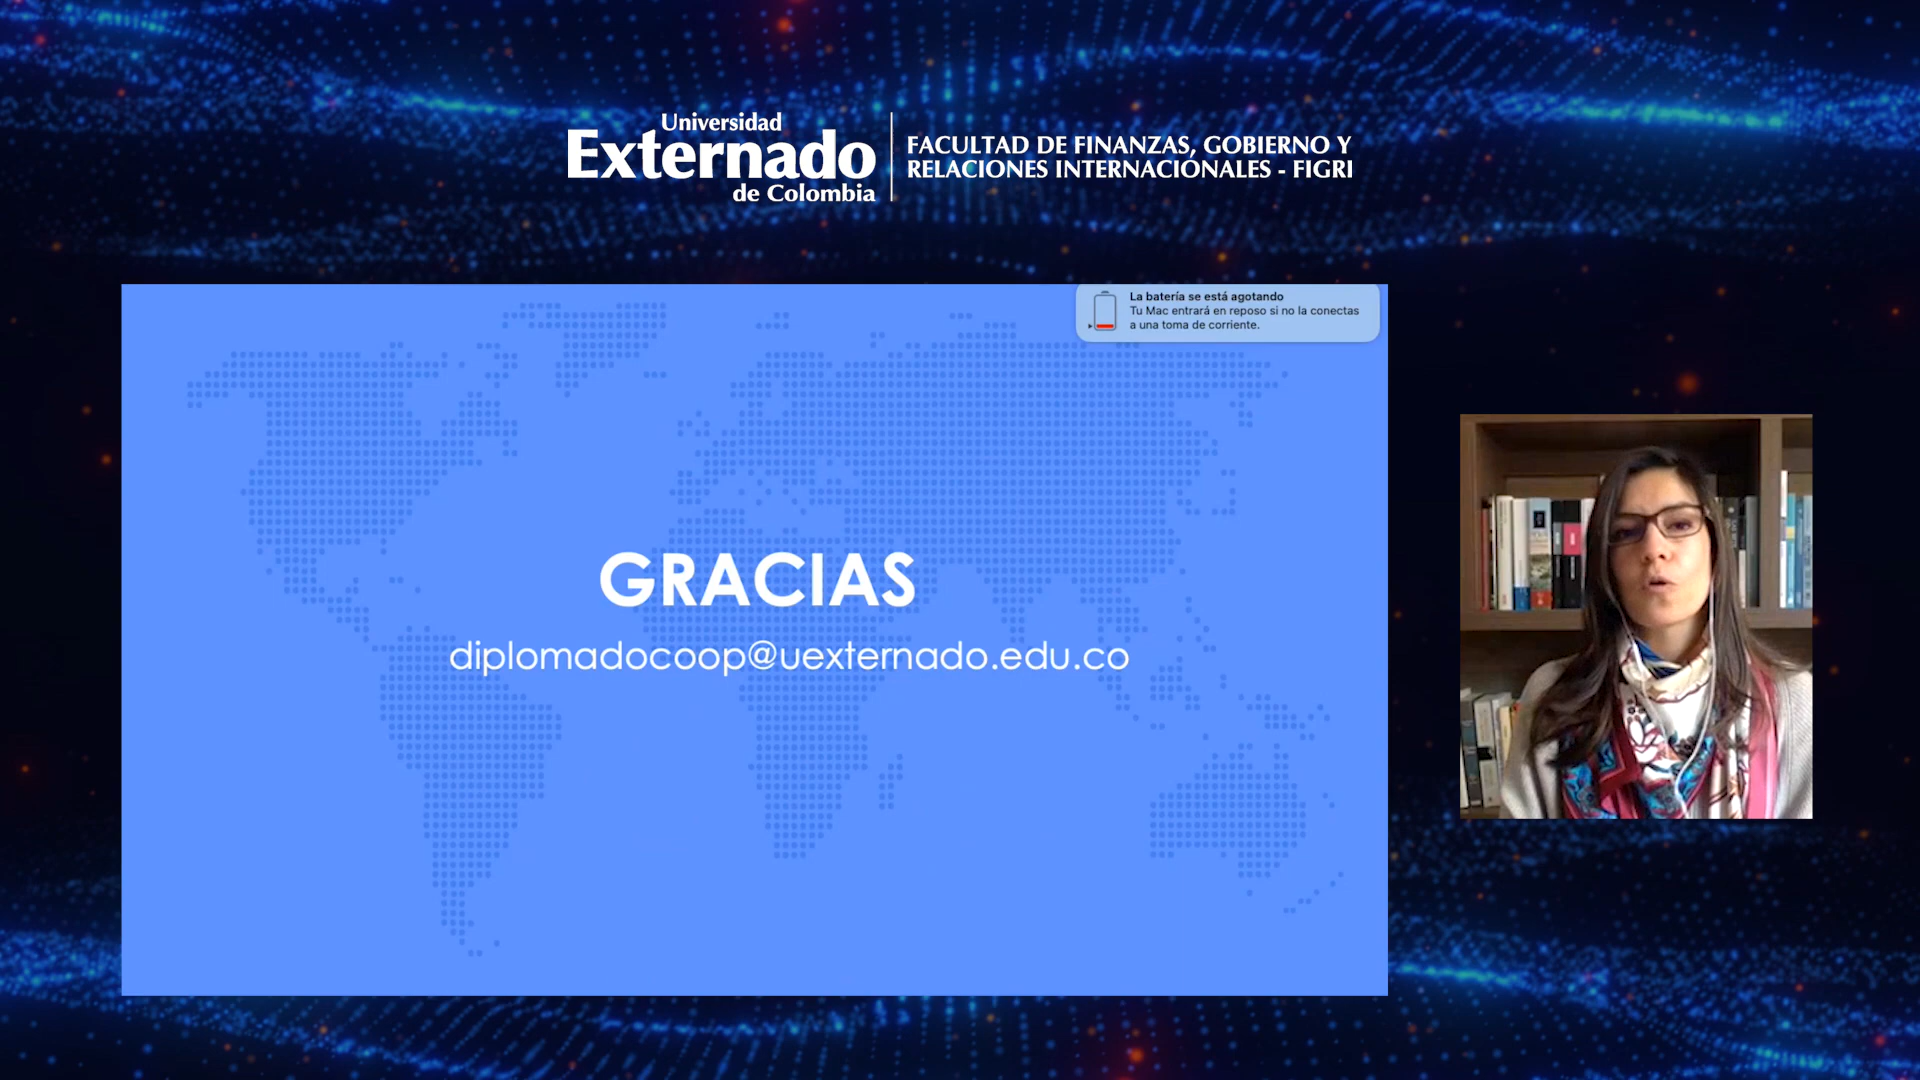 Universidad
Externado
de Colombia
FACULTAD DE FINANZAS, GOBIERNO Y
RELACIONES INTERNACIONALES - FIGRI
La batería se está agotando
Tu Mac entrará en reposo si no la conectas
a una toma de corriente.
GRACIAS
diplomadocoop@uexternado.edu.co